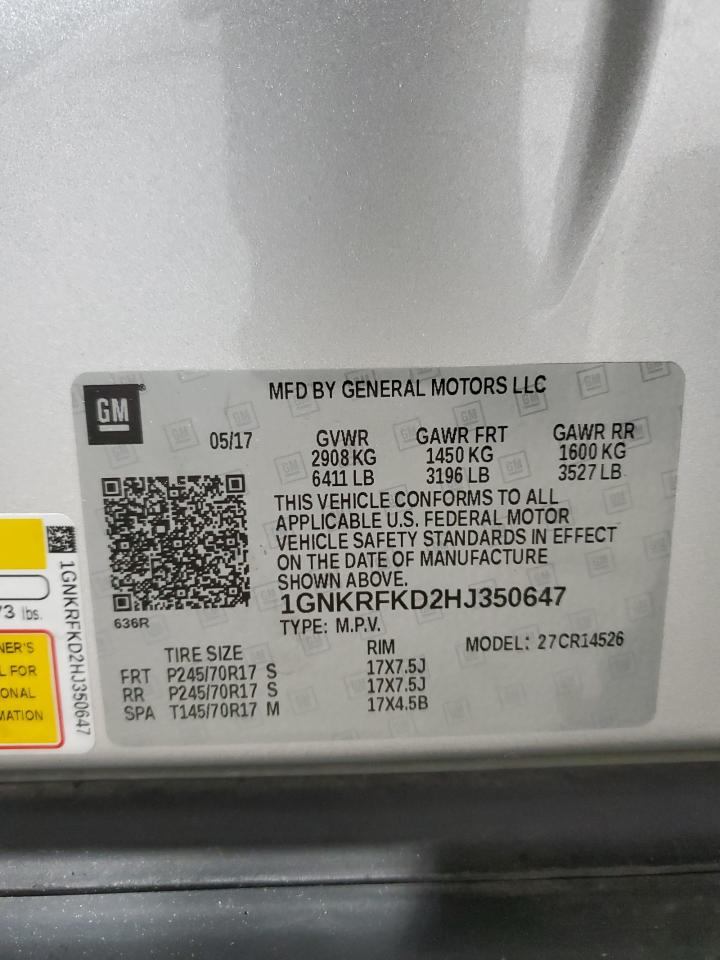 MFD BY GENERAL MOTORS LLC
GM
05/17
GVWR GAWR FRT GAWR RR
2908 KG 1450 KG 1600 KG
6411 LB 3196 LB 3527 LB
THIS VEHICLE CONFORMS TO ALL
APPLICABLE U.S. FEDERAL MOTOR
VEHICLE SAFETY STANDARDS IN EFFECT
ON THE DATE OF MANUFACTURE
SHOWN ABOVE.
1GNKRFKD2HJ350647
636R
TYPE: M.P.V.
TIRE SIZE RIM MODEL: 27CR14526
FRT P245/70R17 S 17X7.5J
RR P245/70R17 S 17X7.5J
SPA T145/70R17 M 17X4.5B
1GNKRFKD2HJ350647
73 lbs.
NER'S
L FOR
ONAL
MATION